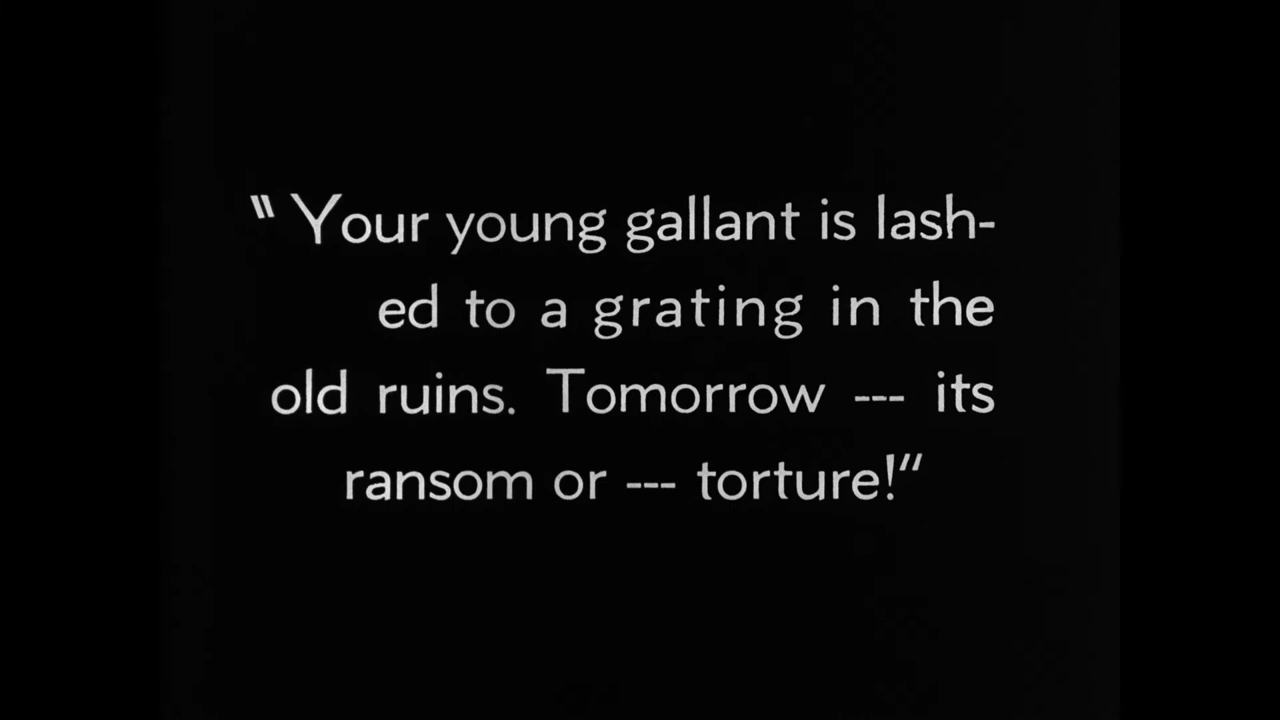 "Your young gallant is lash-
ed to a grating in the
old ruins. Tomorrow --- its
ransom or --- torture!"